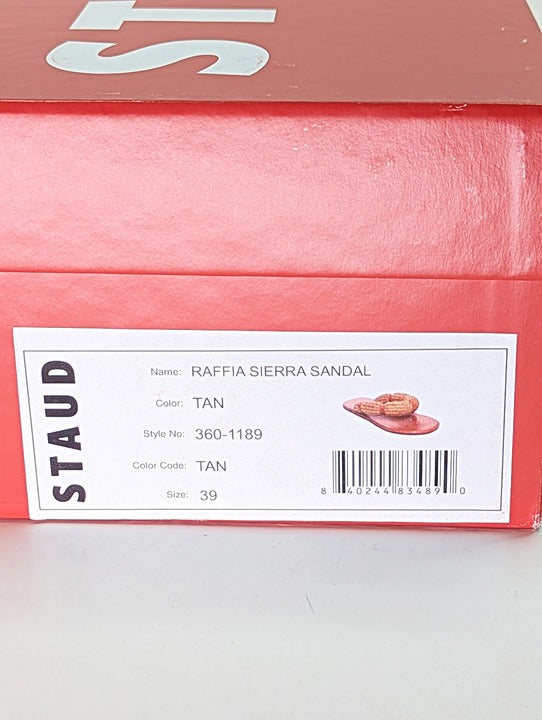 ST
STAUD
Name: RAFFIA SIERRA SANDAL
Color: TAN
Style No: 360-1189
Color Code: TAN
Size: 39
8 40244 83489 0